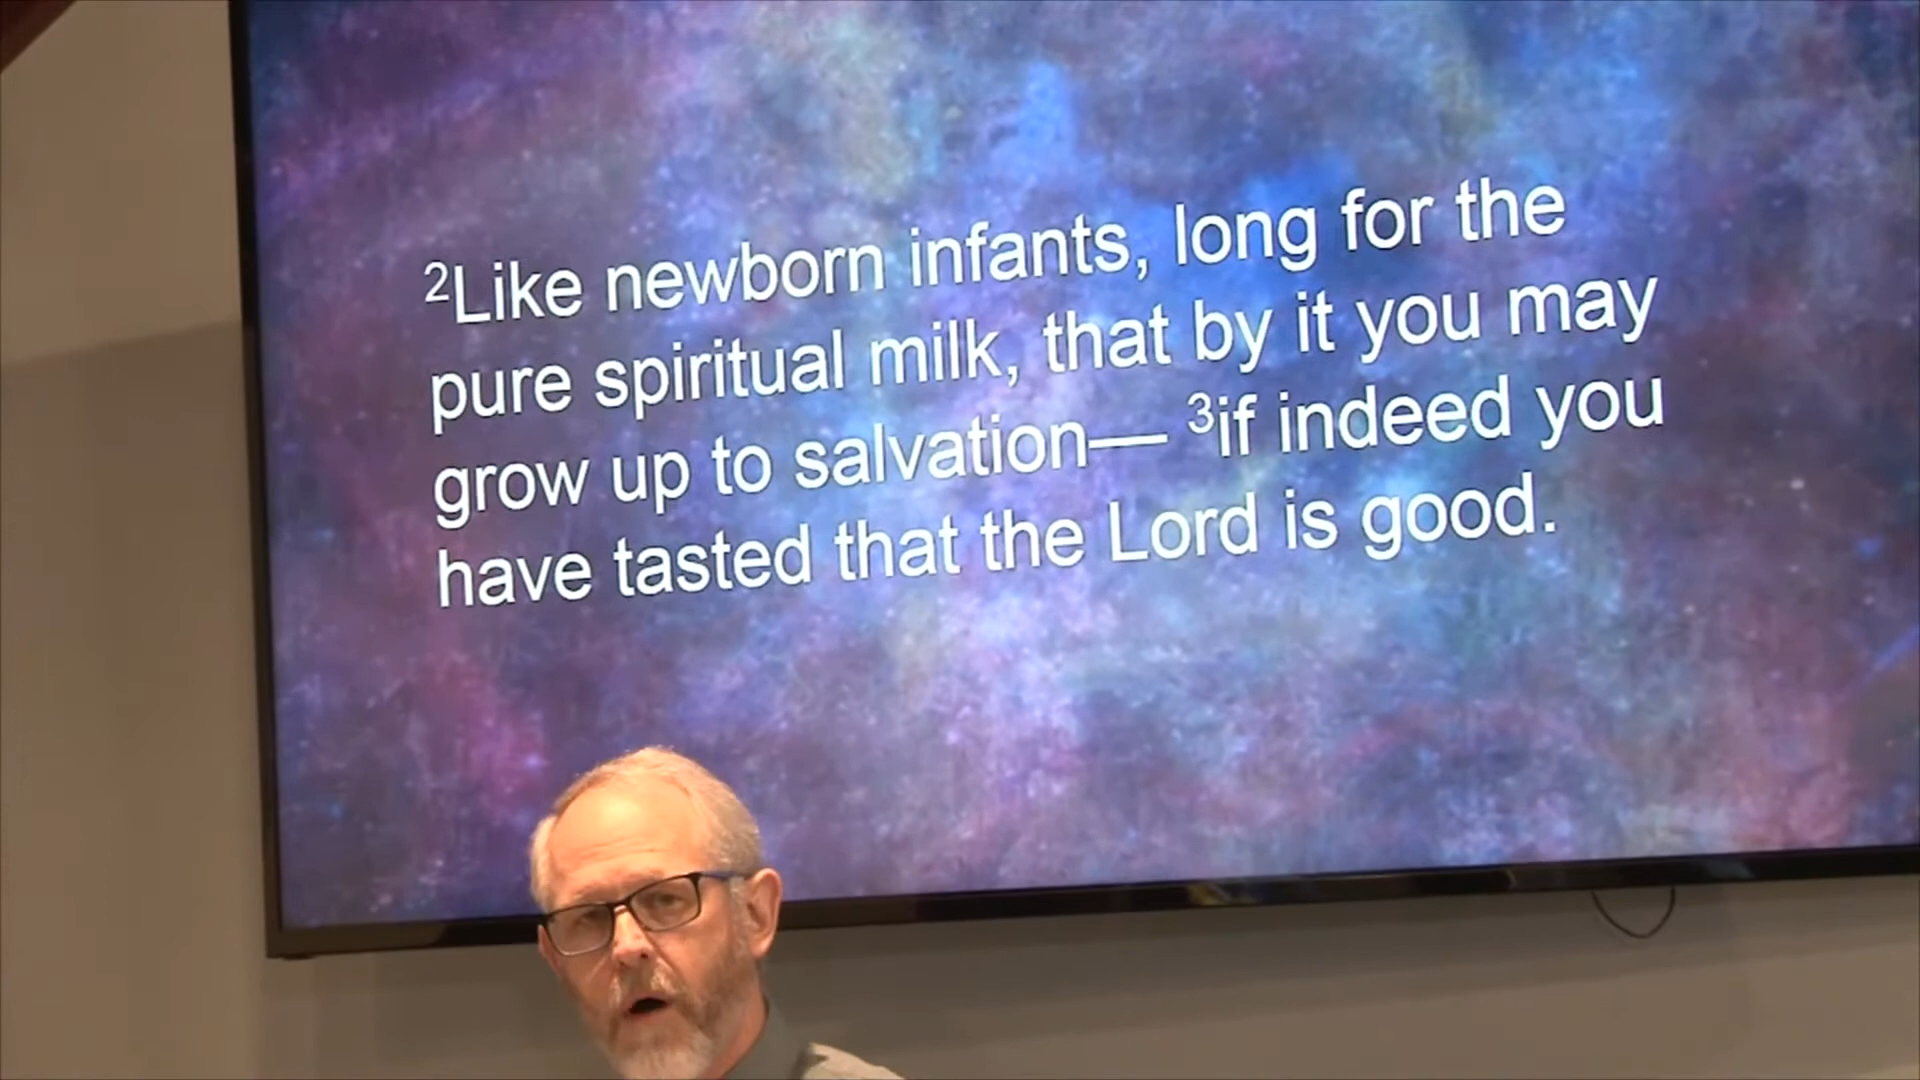 ²Like newborn infants, long for the
pure spiritual milk, that by it you may
grow up to salvation— ³if indeed you
have tasted that the Lord is good.